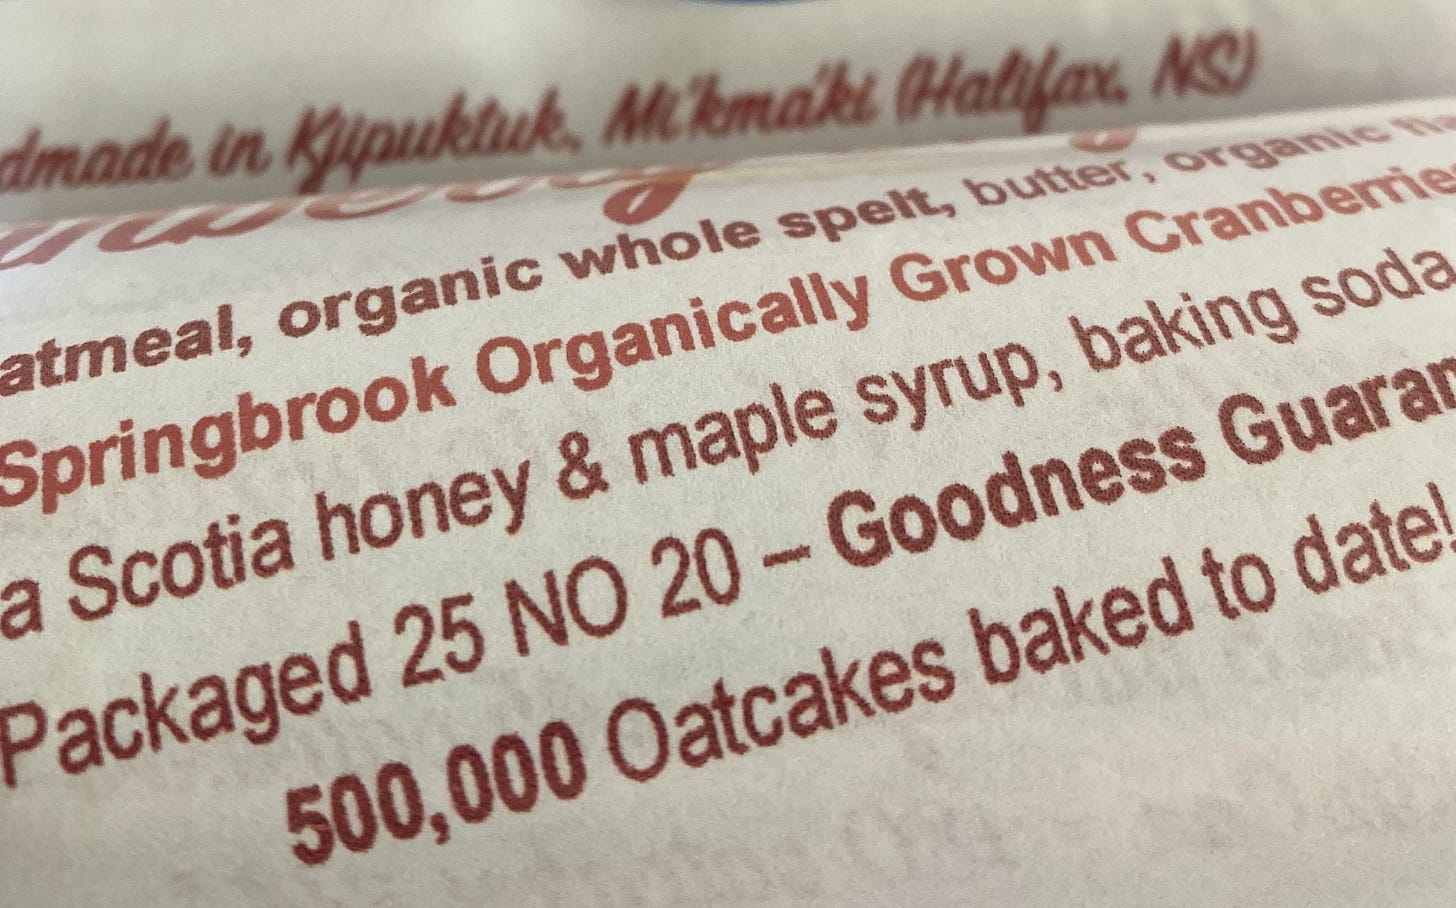 dmade in Kjipuktuk, Mi'kma'ki (Halifax, NS)
atmeal, organic whole spelt, butter, organic
Springbrook Organically Grown Cranberrie
a Scotia honey & maple syrup, baking soda
Packaged 25 NO 20 – Goodness Guaran
500,000 Oatcakes baked to date!